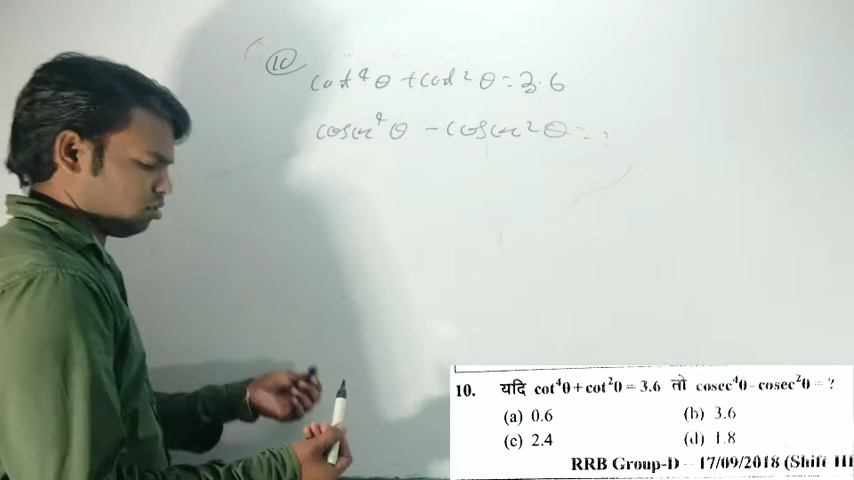 10
cot⁴θ + cot²θ = 3.6
cosec⁴θ - cosec²θ = ?
10. यदि cot⁴θ + cot²θ = 3.6 तो cosec⁴θ - cosec²θ = ?
(a) 0.6 (b) 3.6
(c) 2.4 (d) 1.8
RRB Group-D – 17/09/2018 (Shift III